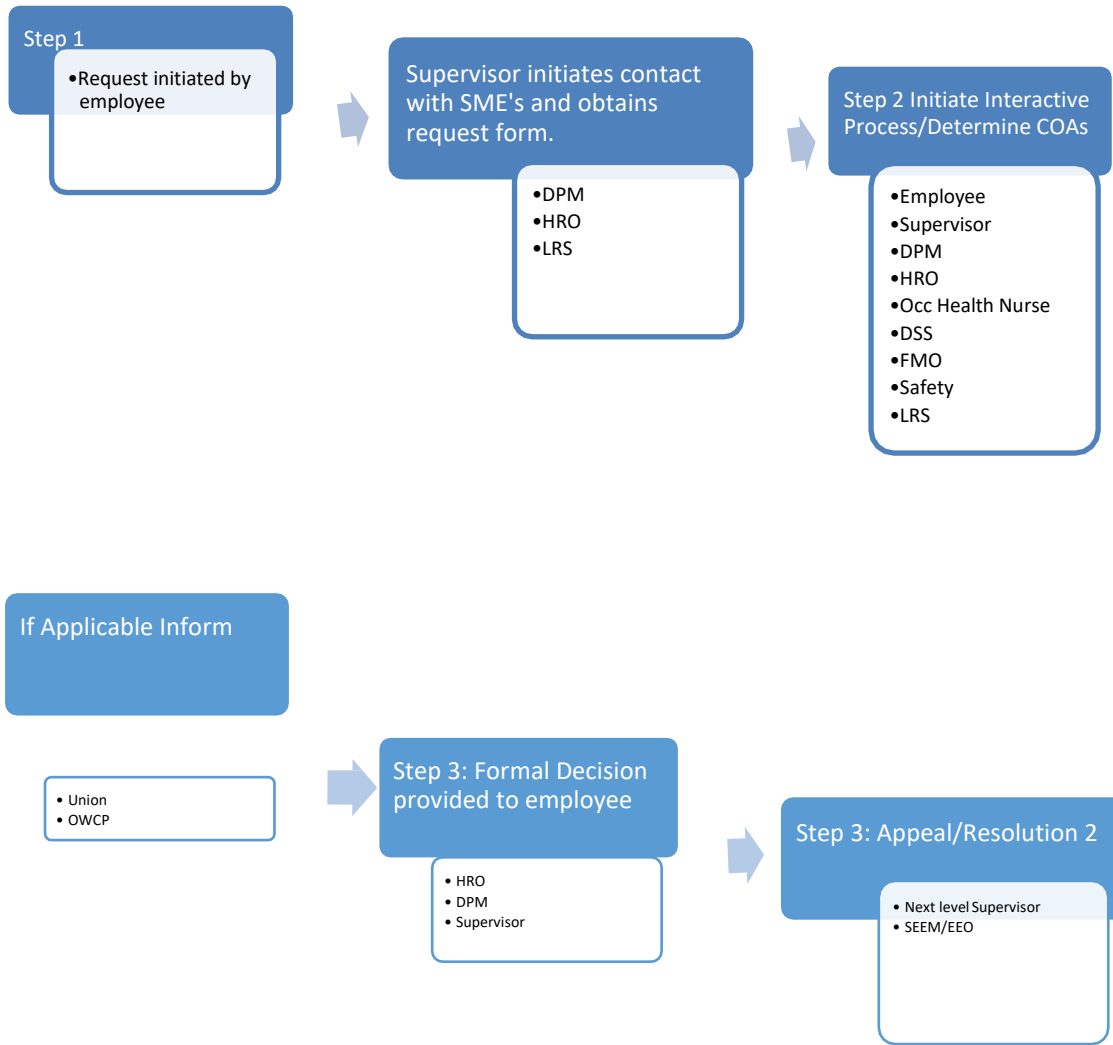 Step 1
•Request initiated by
employee
Supervisor initiates contact
with SME's and obtains
request form.
•DPM
•HRO
•LRS
Step 2 Initiate Interactive
Process/Determine COAs
•Employee
•Supervisor
•DPM
•HRO
•Occ Health Nurse
•DSS
•FMO
•Safety
•LRS
If Applicable Inform
• Union
• OWCP
Step 3: Formal Decision
provided to employee
• HRO
• DPM
• Supervisor
Step 3: Appeal/Resolution 2
• Next level Supervisor
• SEEM/EEO